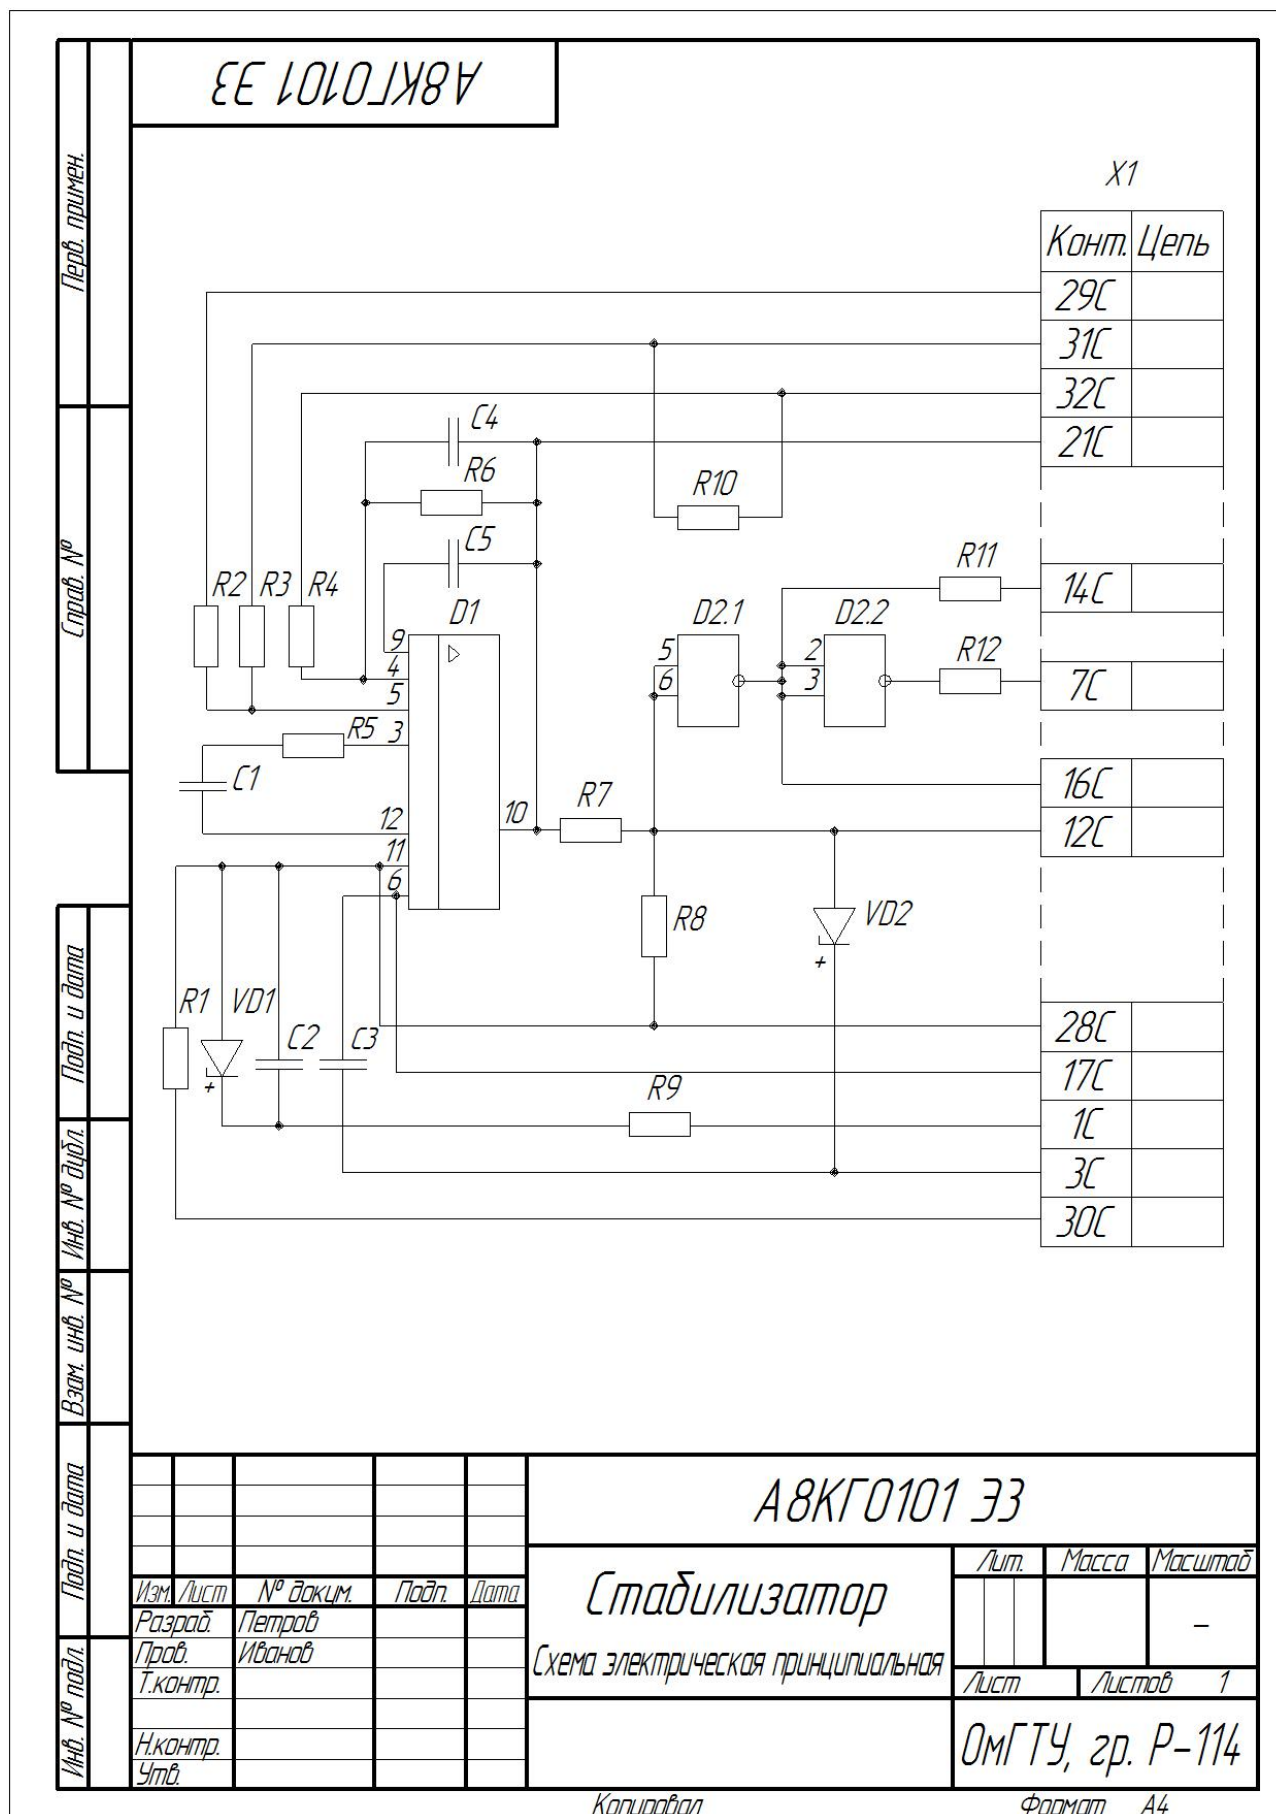 А8КГ0101 Э3
Перв. примен.
Справ. №
Подп. и дата
Инв. № дубл.
Взам. инв. №
Подп. и дата
Инв. № подл.
X1
Конт. Цепь
29С
31С
32С
21С
14С
7С
16С
12С
28С
17С
1С
3С
30С
C4
R6
C5
R10
R11
R2 R3 R4
D1
D2.1
D2.2
R12
9
4
5
3
12
11
6
10
5
6
2
3
R5
C1
R7
R8
VD2
+
R1
VD1
+
C2
C3
R9
А8КГ0101 Э3
Лит. Масса Масштаб
Изм. Лист № докум. Подп. Дата
Стабилизатор
Разраб. Петров
Пров. Иванов
–
Схема электрическая принципиальная
Т.контр.
Лист Листов 1
Н.контр.
Утв.
ОмГТУ, гр. Р-114
Копировал Формат А4